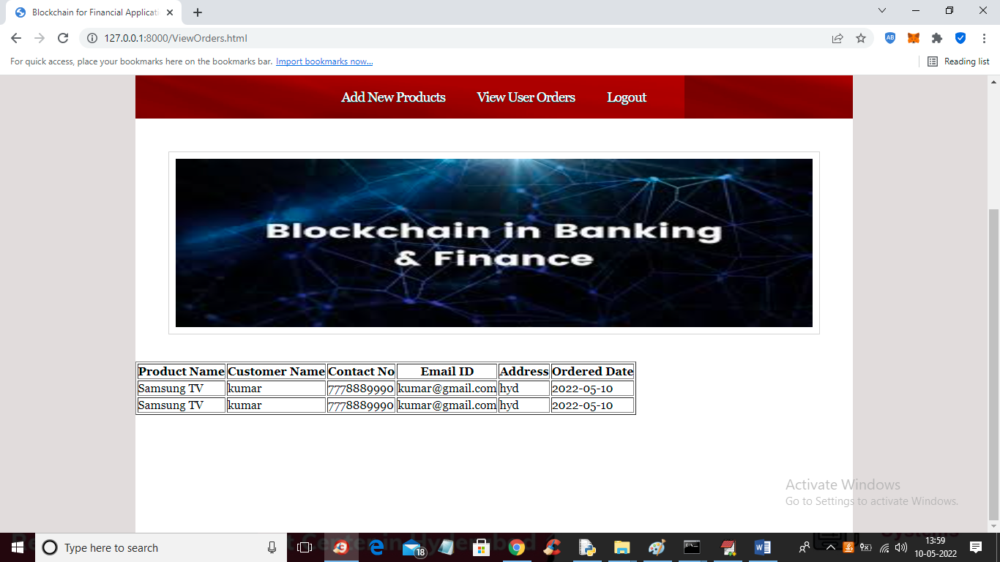 Blockchain for Financial Applicati
127.0.0.1:8000/ViewOrders.html
For quick access, place your bookmarks here on the bookmarks bar. Import bookmarks now...
Reading list
Add New Products View User Orders Logout
Blockchain in Banking
& Finance
Product Name Customer Name Contact No Email ID Address Ordered Date
Samsung TV kumar 7778889990 kumar@gmail.com hyd 2022-05-10
Samsung TV kumar 7778889990 kumar@gmail.com hyd 2022-05-10
Activate Windows
Go to Settings to activate Windows.
Type here to search
18
13:59
10-05-2022